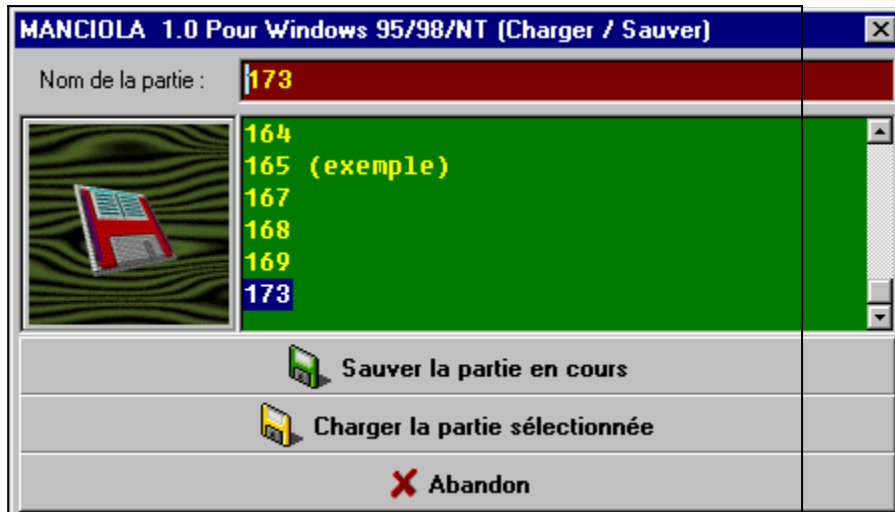 MANCIOLA 1.0 Pour Windows 95/98/NT (Charger / Sauver)
Nom de la partie : 173
164
165 (exemple)
167
168
169
173
Sauver la partie en cours
Charger la partie sélectionnée
Abandon